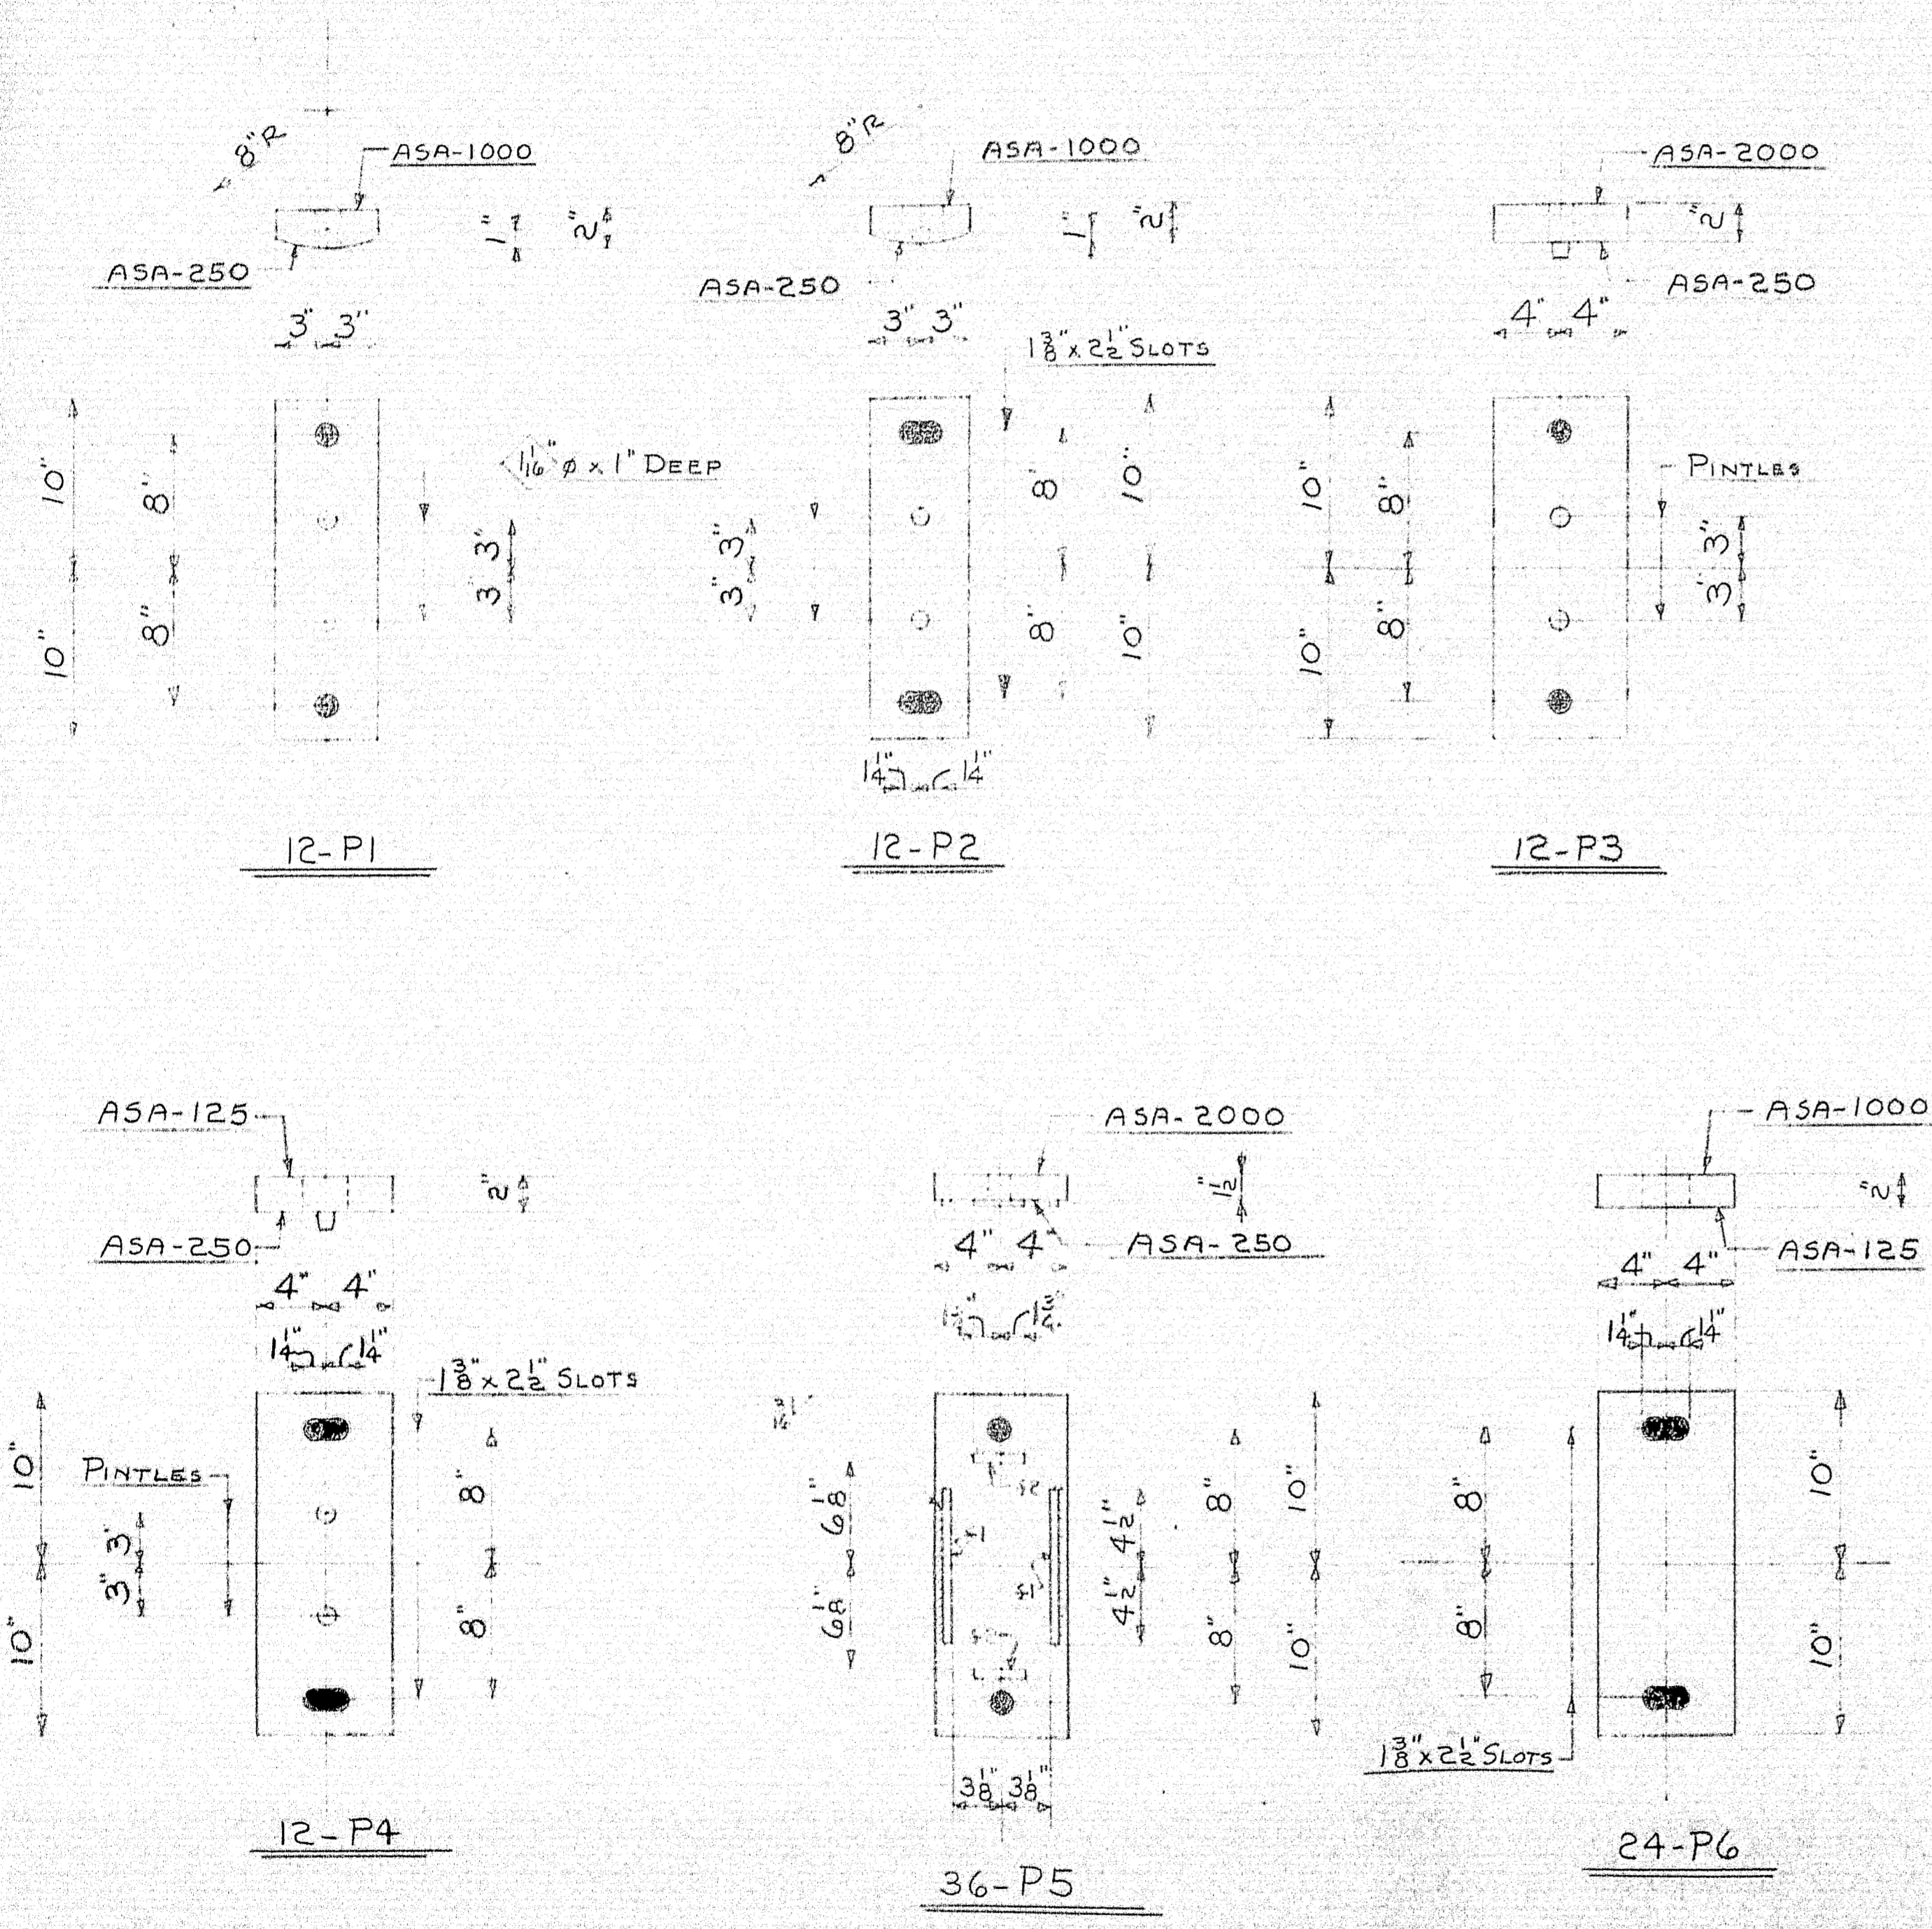 8"R
ASA-1000
1"
2"
ASA-250
3" 3"
10"
8"
1 1/16" ø x 1" DEEP
3 3"
10"
8"
12-P1
8"R
ASA-1000
1"
2"
ASA-250
3" 3"
1 3/8" x 2 1/2" SLOTS
3" 3"
8"
10"
8"
10"
1 1/4" 1 1/4"
12-P2
ASA-2000
2"
ASA-250
4" 4"
10"
8"
PINTLES
3" 3"
10"
8"
12-P3
ASA-125
2"
ASA-250
4" 4"
1 1/4" 1 1/4"
1 3/8" x 2 1/2" SLOTS
10"
PINTLES
8"
3" 3"
10"
8"
12-P4
ASA-2000
ASA-250
4" 4"
6 1/8"
6 1/8"
4 1/2"
4 1/2"
8"
10"
8"
10"
3 1/8" 3 1/8"
36-P5
ASA-1000
2"
ASA-125
4" 4"
1 1/4" 1 1/4"
8"
10"
8"
10"
1 3/8" x 2 1/2" SLOTS
24-P6